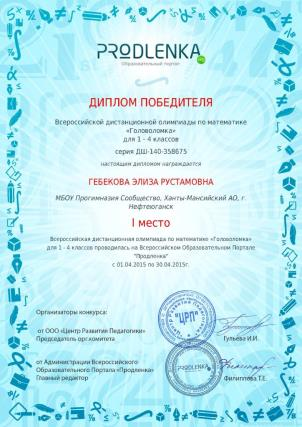 PRODLENKA
.org
Образовательный портал
ДИПЛОМ ПОБЕДИТЕЛЯ
Всероссийской дистанционной олимпиады по математике
«Головоломка»
для 1 - 4 классов
серия ДШ-140-358675
настоящим дипломом награждается
ГЕБЕКОВА ЭЛИЗА РУСТАМОВНА
МБОУ Прогимназия Сообщество, Ханты-Мансийский АО, г.
Нефтеюганск
I место
Всероссийская дистанционная олимпиада по математике «Головоломка»
для 1 - 4 классов проводилась на Всероссийском Образовательном Портале
"Продленка"
с 01.04.2015 по 30.04.2015г.
Организаторы конкурса:
от ООО «Центр Развития Педагогики»
Председатель оргкомитета
"ЦРП"
Гульева И.И.
от Администрации Всероссийского
Образовательного Портала «Продленка»
Главный редактор
PRODLENKA
Филиппова Т.Е.